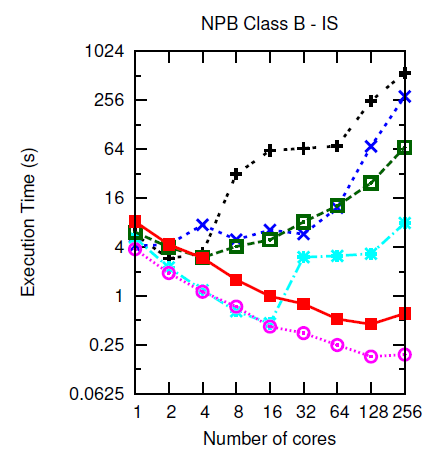 NPB Class B - IS
Execution Time (s)
1024
256
64
16
4
1
0.25
0.0625
1 2 4 8 16 32 64 128 256
Number of cores